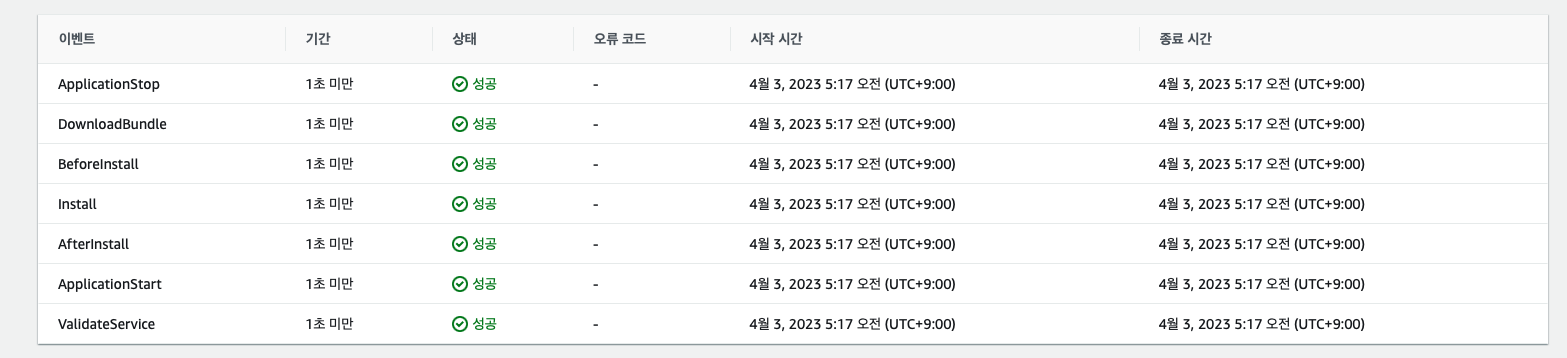 이벤트 기간 상태 오류 코드 시작 시간 종료 시간
ApplicationStop 1초 미만 성공 - 4월 3, 2023 5:17 오전 (UTC+9:00) 4월 3, 2023 5:17 오전 (UTC+9:00)
DownloadBundle 1초 미만 성공 - 4월 3, 2023 5:17 오전 (UTC+9:00) 4월 3, 2023 5:17 오전 (UTC+9:00)
BeforeInstall 1초 미만 성공 - 4월 3, 2023 5:17 오전 (UTC+9:00) 4월 3, 2023 5:17 오전 (UTC+9:00)
Install 1초 미만 성공 - 4월 3, 2023 5:17 오전 (UTC+9:00) 4월 3, 2023 5:17 오전 (UTC+9:00)
AfterInstall 1초 미만 성공 - 4월 3, 2023 5:17 오전 (UTC+9:00) 4월 3, 2023 5:17 오전 (UTC+9:00)
ApplicationStart 1초 미만 성공 - 4월 3, 2023 5:17 오전 (UTC+9:00) 4월 3, 2023 5:17 오전 (UTC+9:00)
ValidateService 1초 미만 성공 - 4월 3, 2023 5:17 오전 (UTC+9:00) 4월 3, 2023 5:17 오전 (UTC+9:00)